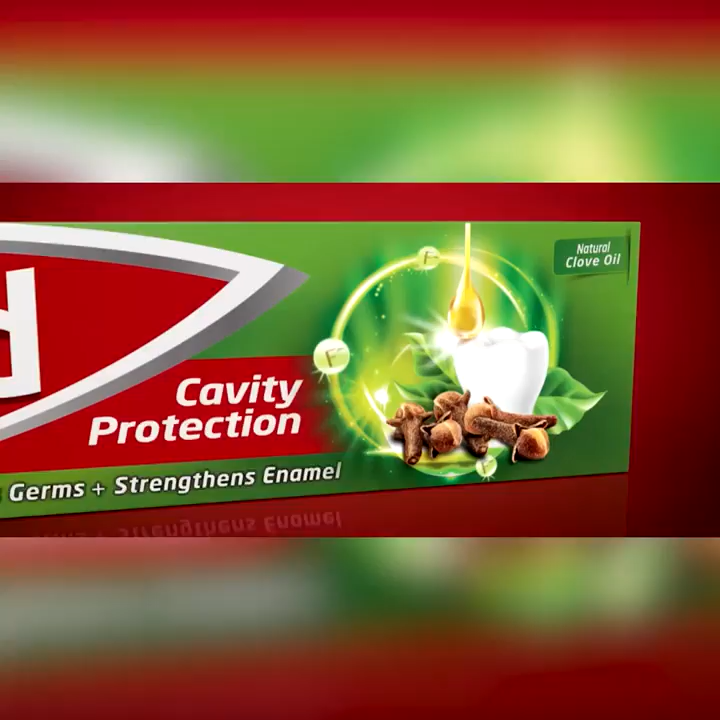 d
Natural
Clove Oil
F-
F-
Cavity
Protection
Germs + Strengthens Enamel